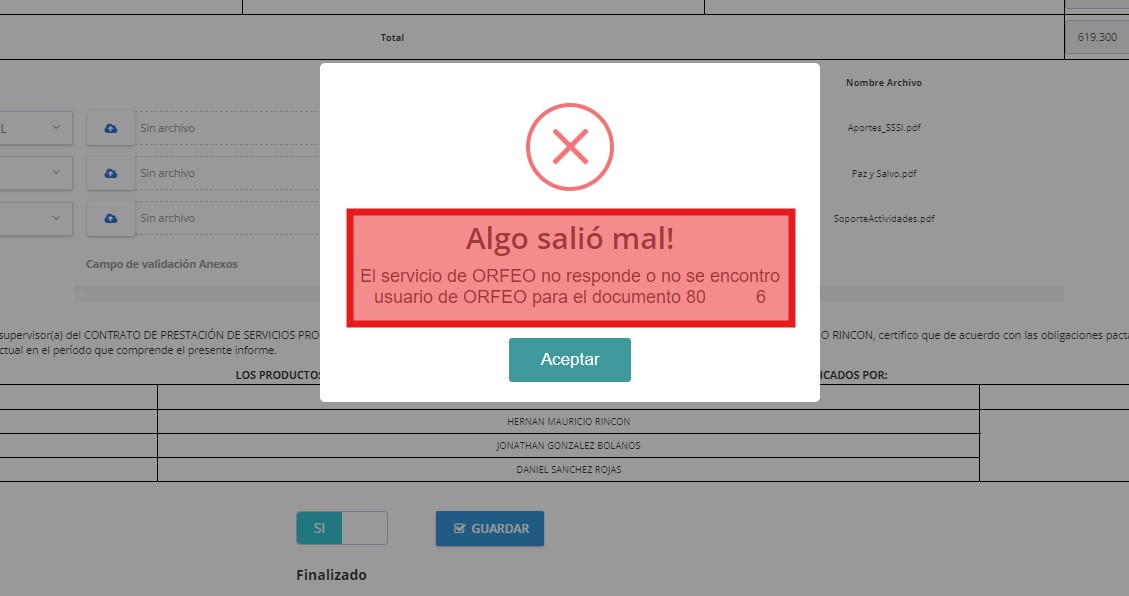 Total
619.300
Nombre Archivo
L
Sin archivo
Aportes_SSSI.pdf
Sin archivo
Paz y Salvo.pdf
Sin archivo
SoporteActividades.pdf
Algo salió mal!
El servicio de ORFEO no responde o no se encontro
usuario de ORFEO para el documento 80 6
Aceptar
Campo de validación Anexos
supervisor(a) del CONTRATO DE PRESTACIÓN DE SERVICIOS PRO O RINCON, certifico que de acuerdo con las obligaciones pacta
ctual en el período que comprende el presente informe.
LOS PRODUCTOS ICADOS POR:
HERNAN MAURICIO RINCON
JONATHAN GONZALEZ BOLANOS
DANIEL SANCHEZ ROJAS
SI
GUARDAR
Finalizado